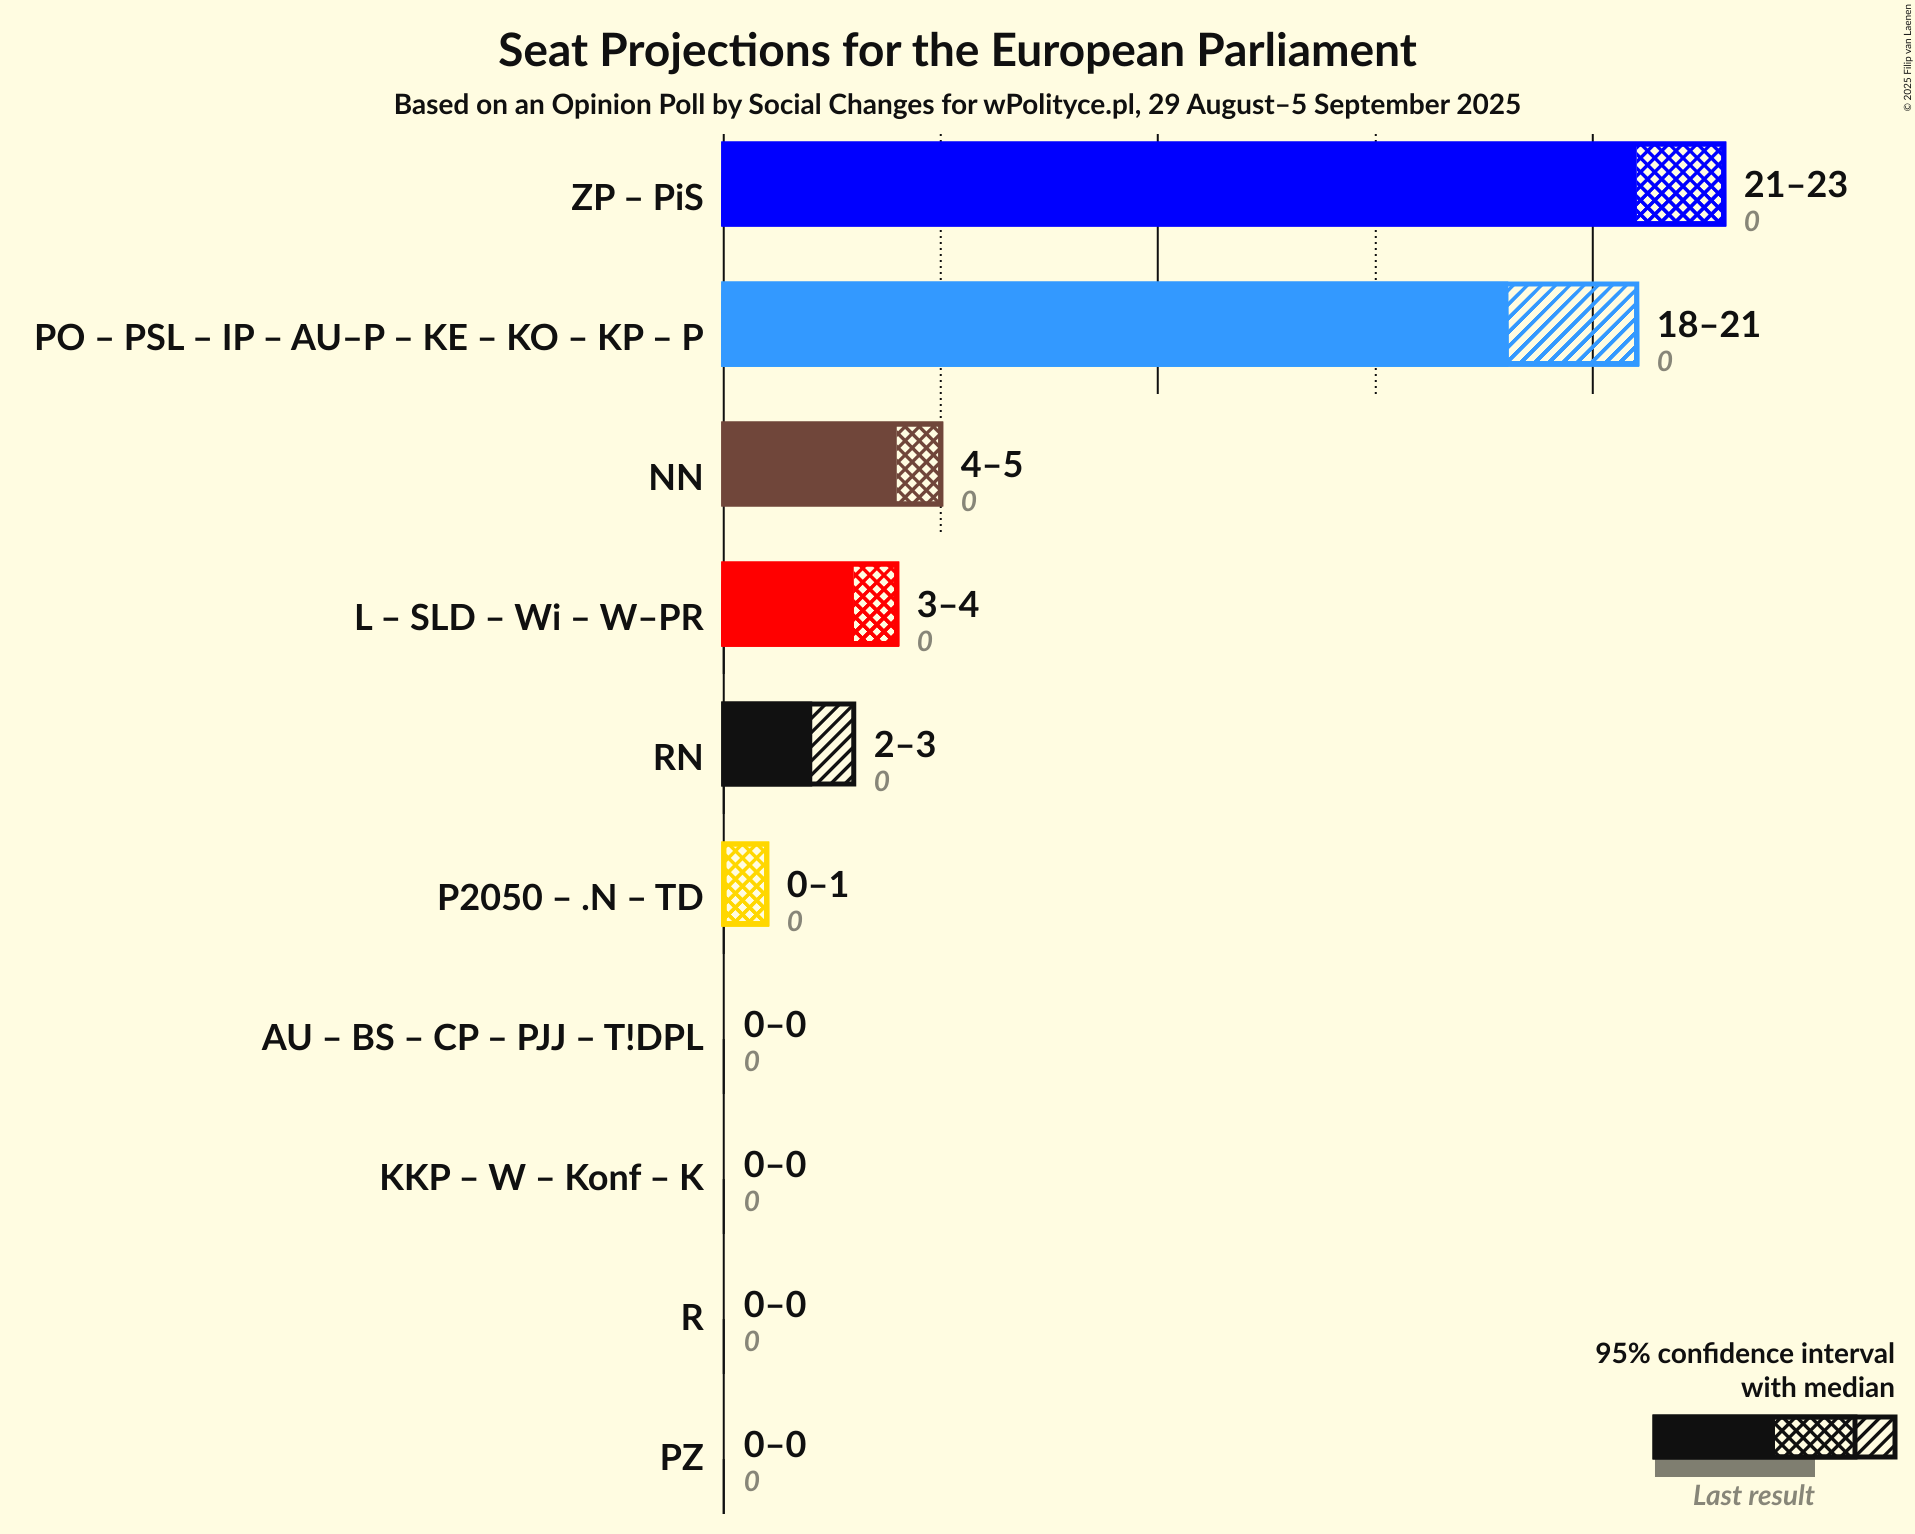 Seat Projections for the European Parliament
Based on an Opinion Poll by Social Changes for wPolityce.pl, 29 August–5 September 2025
© 2025 Filip van Laenen
ZP – PiS
21–23
0
PO – PSL – IP – AU–P – KE – KO – KP – P
18–21
0
NN
4–5
0
L – SLD – Wi – W–PR
3–4
0
RN
2–3
0
P2050 – .N – TD
0–1
0
AU – BS – CP – PJJ – T!DPL
0–0
0
KKP – W – Konf – K
0–0
0
R
0–0
0
PZ
0–0
0
95% confidence interval
with median
Last result